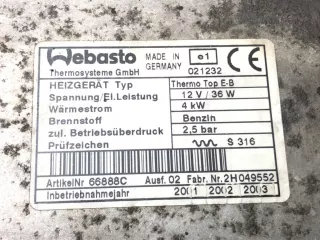 Webasto
MADE IN GERMANY
e1
CE
Thermosysteme GmbH
021232
HEIZGERÄT Typ Thermo Top E-B
Spannung/El.Leistung 12 V / 36 W
Wärmestrom 4 kW
Brennstoff Benzin
zul. Betriebsüberdruck 2,5 bar
Prüfzeichen S 316
ArtikelNr 66888C Ausf. 02 Fabr. Nr. 2H049552
Inbetriebnahmejahr 2001 2002 2003